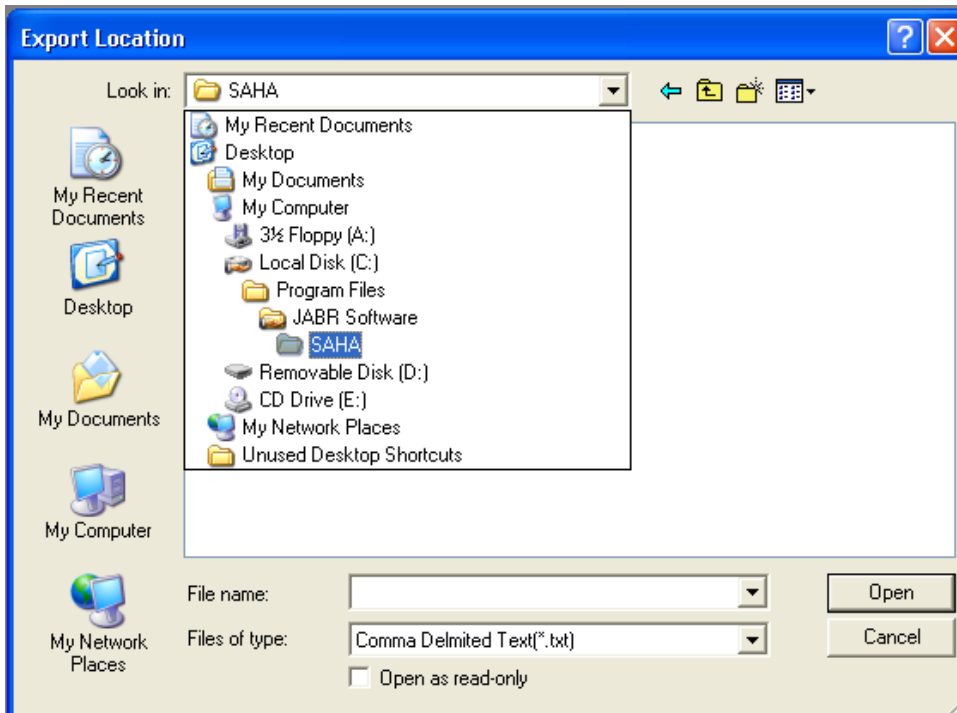 Export Location
Look in:
SAHA
My Recent Documents
Desktop
My Documents
My Computer
3½ Floppy (A:)
Local Disk (C:)
Program Files
JABR Software
SAHA
Removable Disk (D:)
CD Drive (E:)
My Network Places
Unused Desktop Shortcuts
My Recent
Documents
Desktop
My Documents
My Computer
My Network
Places
File name:
Open
Files of type:
Comma Delmited Text(*.txt)
Cancel
Open as read-only